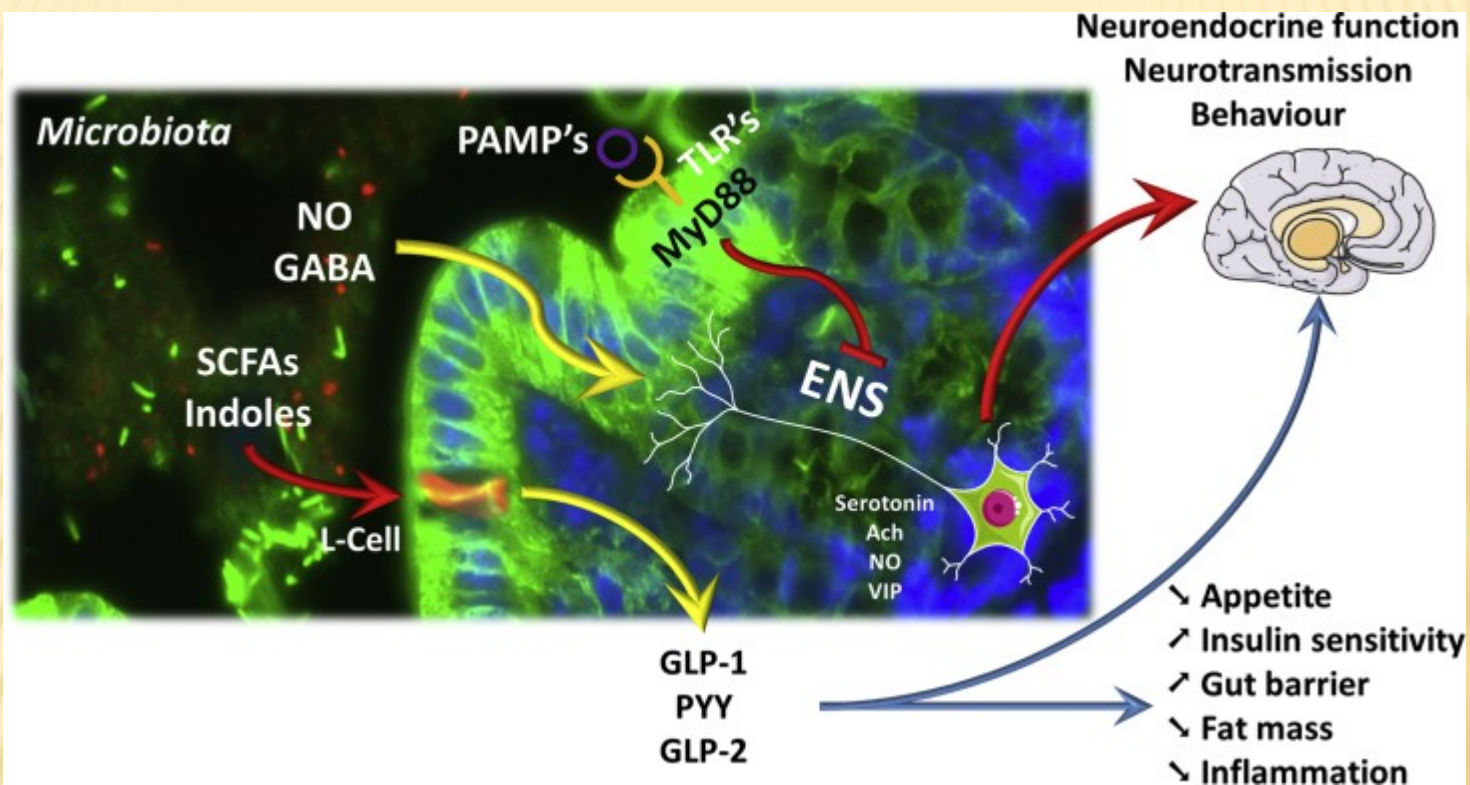 Neuroendocrine function
Neurotransmission
Behaviour
Microbiota
PAMP's
TLR's
MyD88
NO
GABA
SCFAs
Indoles
L-Cell
ENS
Serotonin
Ach
NO
VIP
GLP-1
PYY
GLP-2
↘ Appetite
↗ Insulin sensitivity
↗ Gut barrier
↘ Fat mass
↘ Inflammation